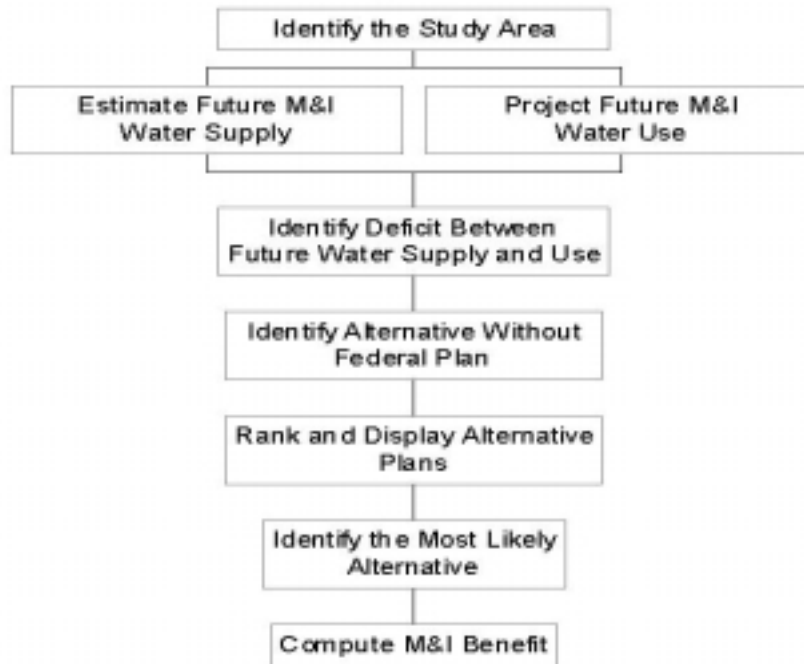 Identify the Study Area
Estimate Future M&I
Water Supply
Project Future M&I
Water Use
Identify Deficit Between
Future Water Supply and Use
Identify Alternative Without
Federal Plan
Rank and Display Alternative
Plans
Identify the Most Likely
Alternative
Compute M&I Benefit